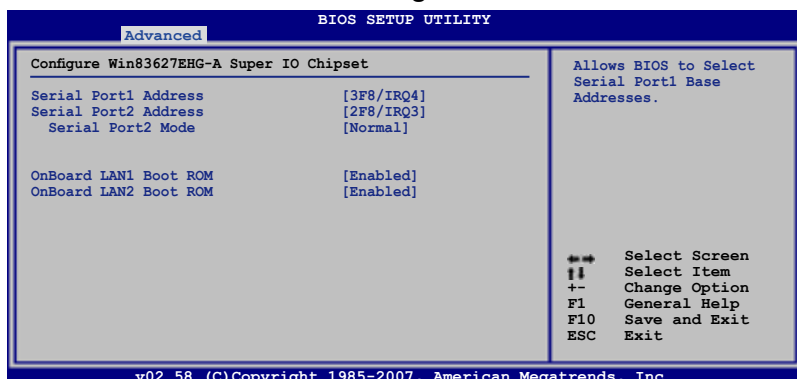 BIOS SETUP UTILITY
Advanced
Configure Win83627EHG-A Super IO Chipset
Serial Port1 Address [3F8/IRQ4]
Serial Port2 Address [2F8/IRQ3]
Serial Port2 Mode [Normal]
OnBoard LAN1 Boot ROM [Enabled]
OnBoard LAN2 Boot ROM [Enabled]
Allows BIOS to Select
Serial Port1 Base
Addresses.
Select Screen
Select Item
+- Change Option
F1 General Help
F10 Save and Exit
ESC Exit
v02.58 (C)Copyright 1985-2007, American Megatrends, Inc.